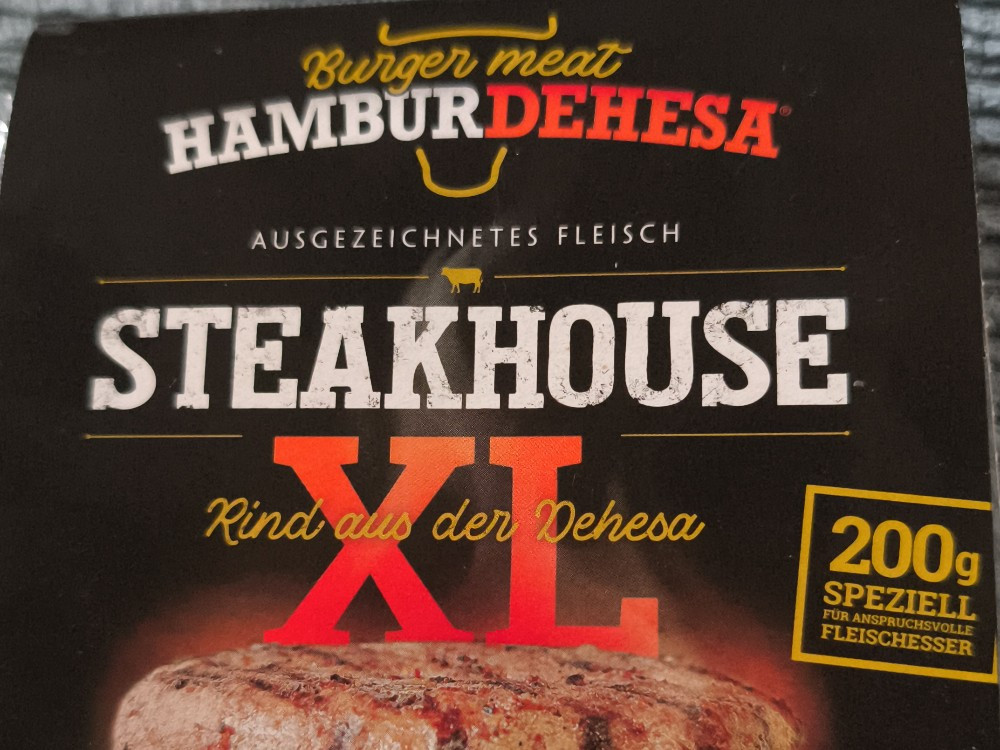 Burger meat
HAMBURDEHESA®
AUSGEZEICHNETES FLEISCH
STEAKHOUSE
XL
Rind aus der Dehesa
200g
SPEZIELL
FÜR ANSPRUCHSVOLLE
FLEISCHESSER